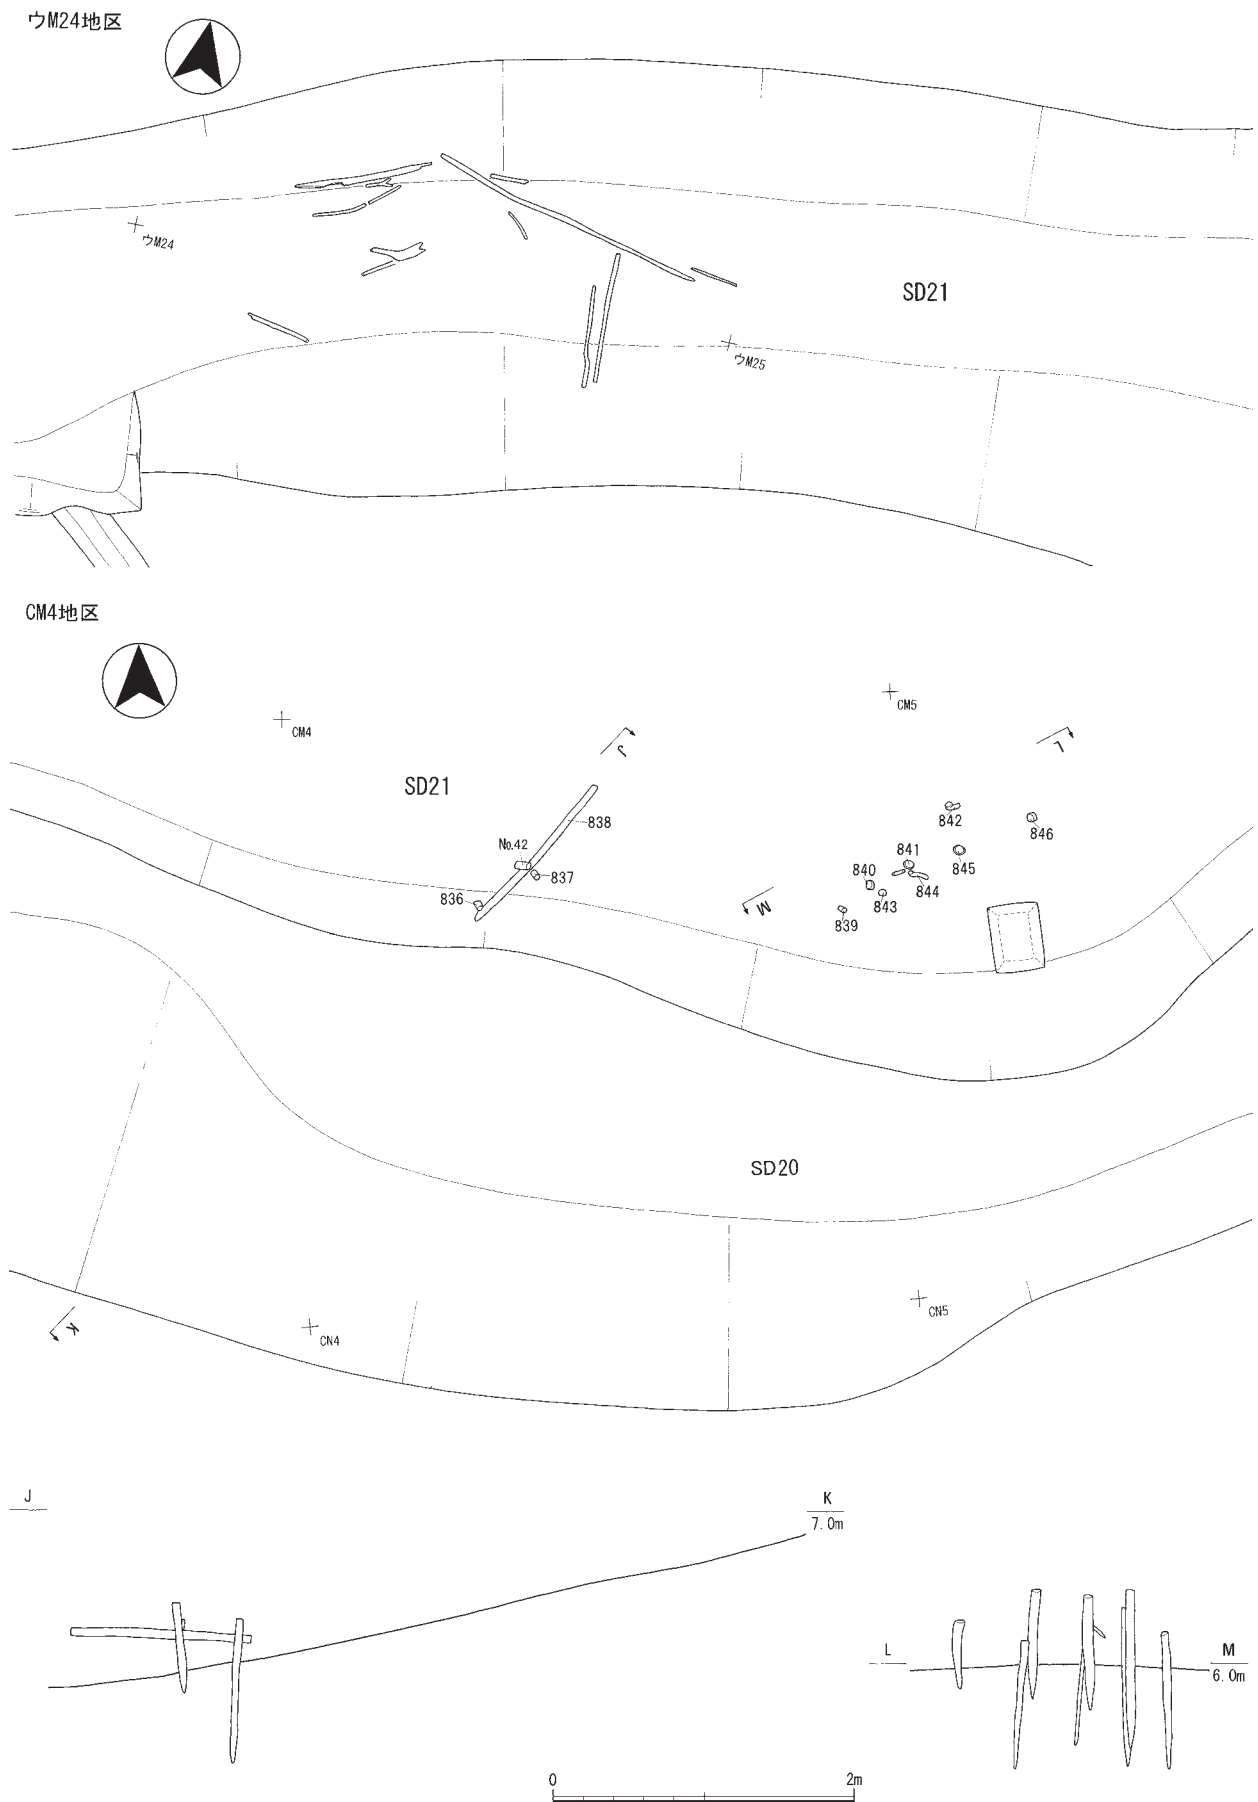 ウM24地区
ウM24
SD21
ウM25
CM4地区
CM5
CM4
J
L
SD21
838
842
846
No.42
841
845
837
840
844
836
843
M
839
SD20
CN5
K
CN4
J
K
7.0m
L
M
6.0m
0
2m